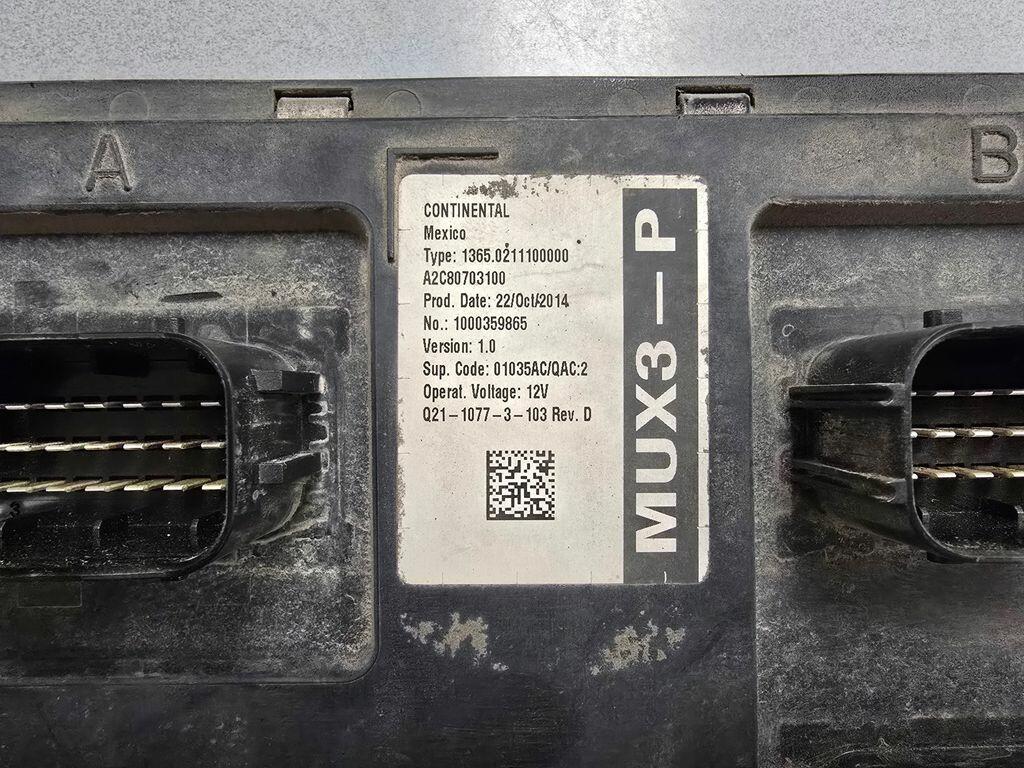 A
B
CONTINENTAL
Mexico
Type: 1365.0211100000
A2C80703100
Prod. Date: 22/Oct/2014
No.: 1000359865
Version: 1.0
Sup. Code: 01035AC/QAC:2
Operat. Voltage: 12V
Q21-1077-3-103 Rev. D
MUX3-P
3